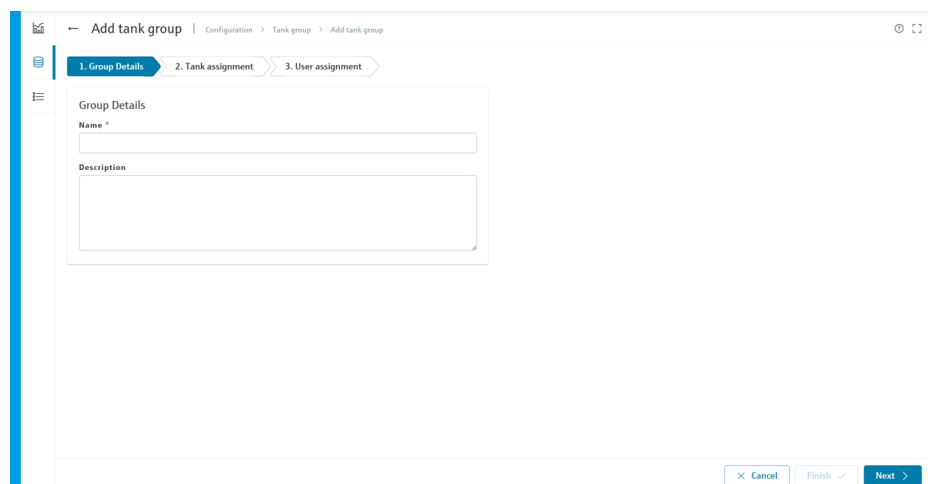 ← Add tank group | Configuration > Tank group > Add tank group
1. Group Details 2. Tank assignment 3. User assignment
Group Details
Name *
Description
Cancel Finish Next